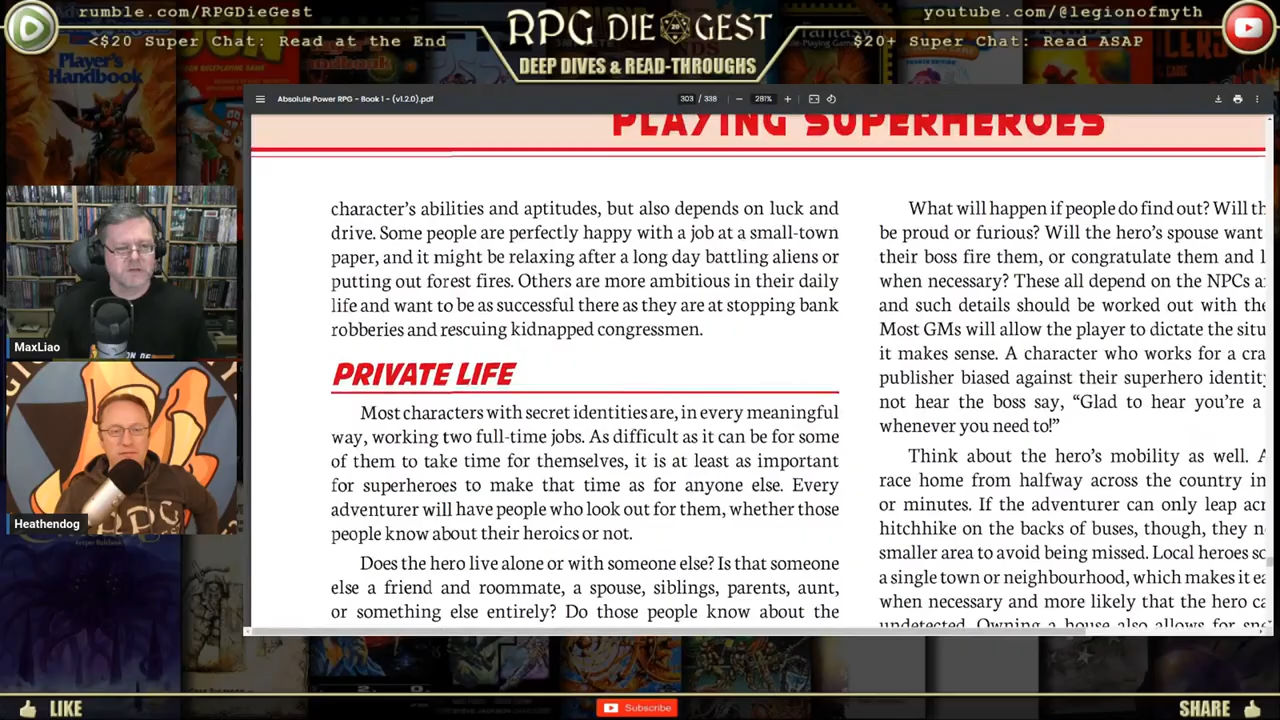 rumble.com/RPGDieGest
<$20 Super Chat: Read at the End
RPG DIE GEST
DEEP DIVES & READ-THROUGHS
youtube.com/@legionofmyth
$20+ Super Chat: Read ASAP
Player's
Handbook
Absolute Power RPG - Book 1 - (v1.2.0).pdf
303 / 338
281%
PLAYING SUPERHEROES
character's abilities and aptitudes, but also depends on luck and
drive. Some people are perfectly happy with a job at a small-town
paper, and it might be relaxing after a long day battling aliens or
putting out forest fires. Others are more ambitious in their daily
life and want to be as successful there as they are at stopping bank
robberies and rescuing kidnapped congressmen.
PRIVATE LIFE
Most characters with secret identities are, in every meaningful
way, working two full-time jobs. As difficult as it can be for some
of them to take time for themselves, it is at least as important
for superheroes to make that time as for anyone else. Every
adventurer will have people who look out for them, whether those
people know about their heroics or not.
Does the hero live alone or with someone else? Is that someone
else a friend and roommate, a spouse, siblings, parents, aunt,
or something else entirely? Do those people know about the
What will happen if people do find out? Will th
be proud or furious? Will the hero's spouse want
their boss fire them, or congratulate them and
when necessary? These all depend on the NPCs
and such details should be worked out with the
Most GMs will allow the player to dictate the situ
it makes sense. A character who works for a cra
publisher biased against their superhero identit
not hear the boss say, "Glad to hear you're a
whenever you need to!"
Think about the hero's mobility as well.
race home from halfway across the country in
or minutes. If the adventurer can only leap acr
hitchhike on the backs of buses, though, they
smaller area to avoid being missed. Local heroes
a single town or neighbourhood, which makes it
when necessary and more likely that the hero
undetected. Owning a house also allows for
MaxLiao
Heathendog
LIKE
Subscribe
SHARE